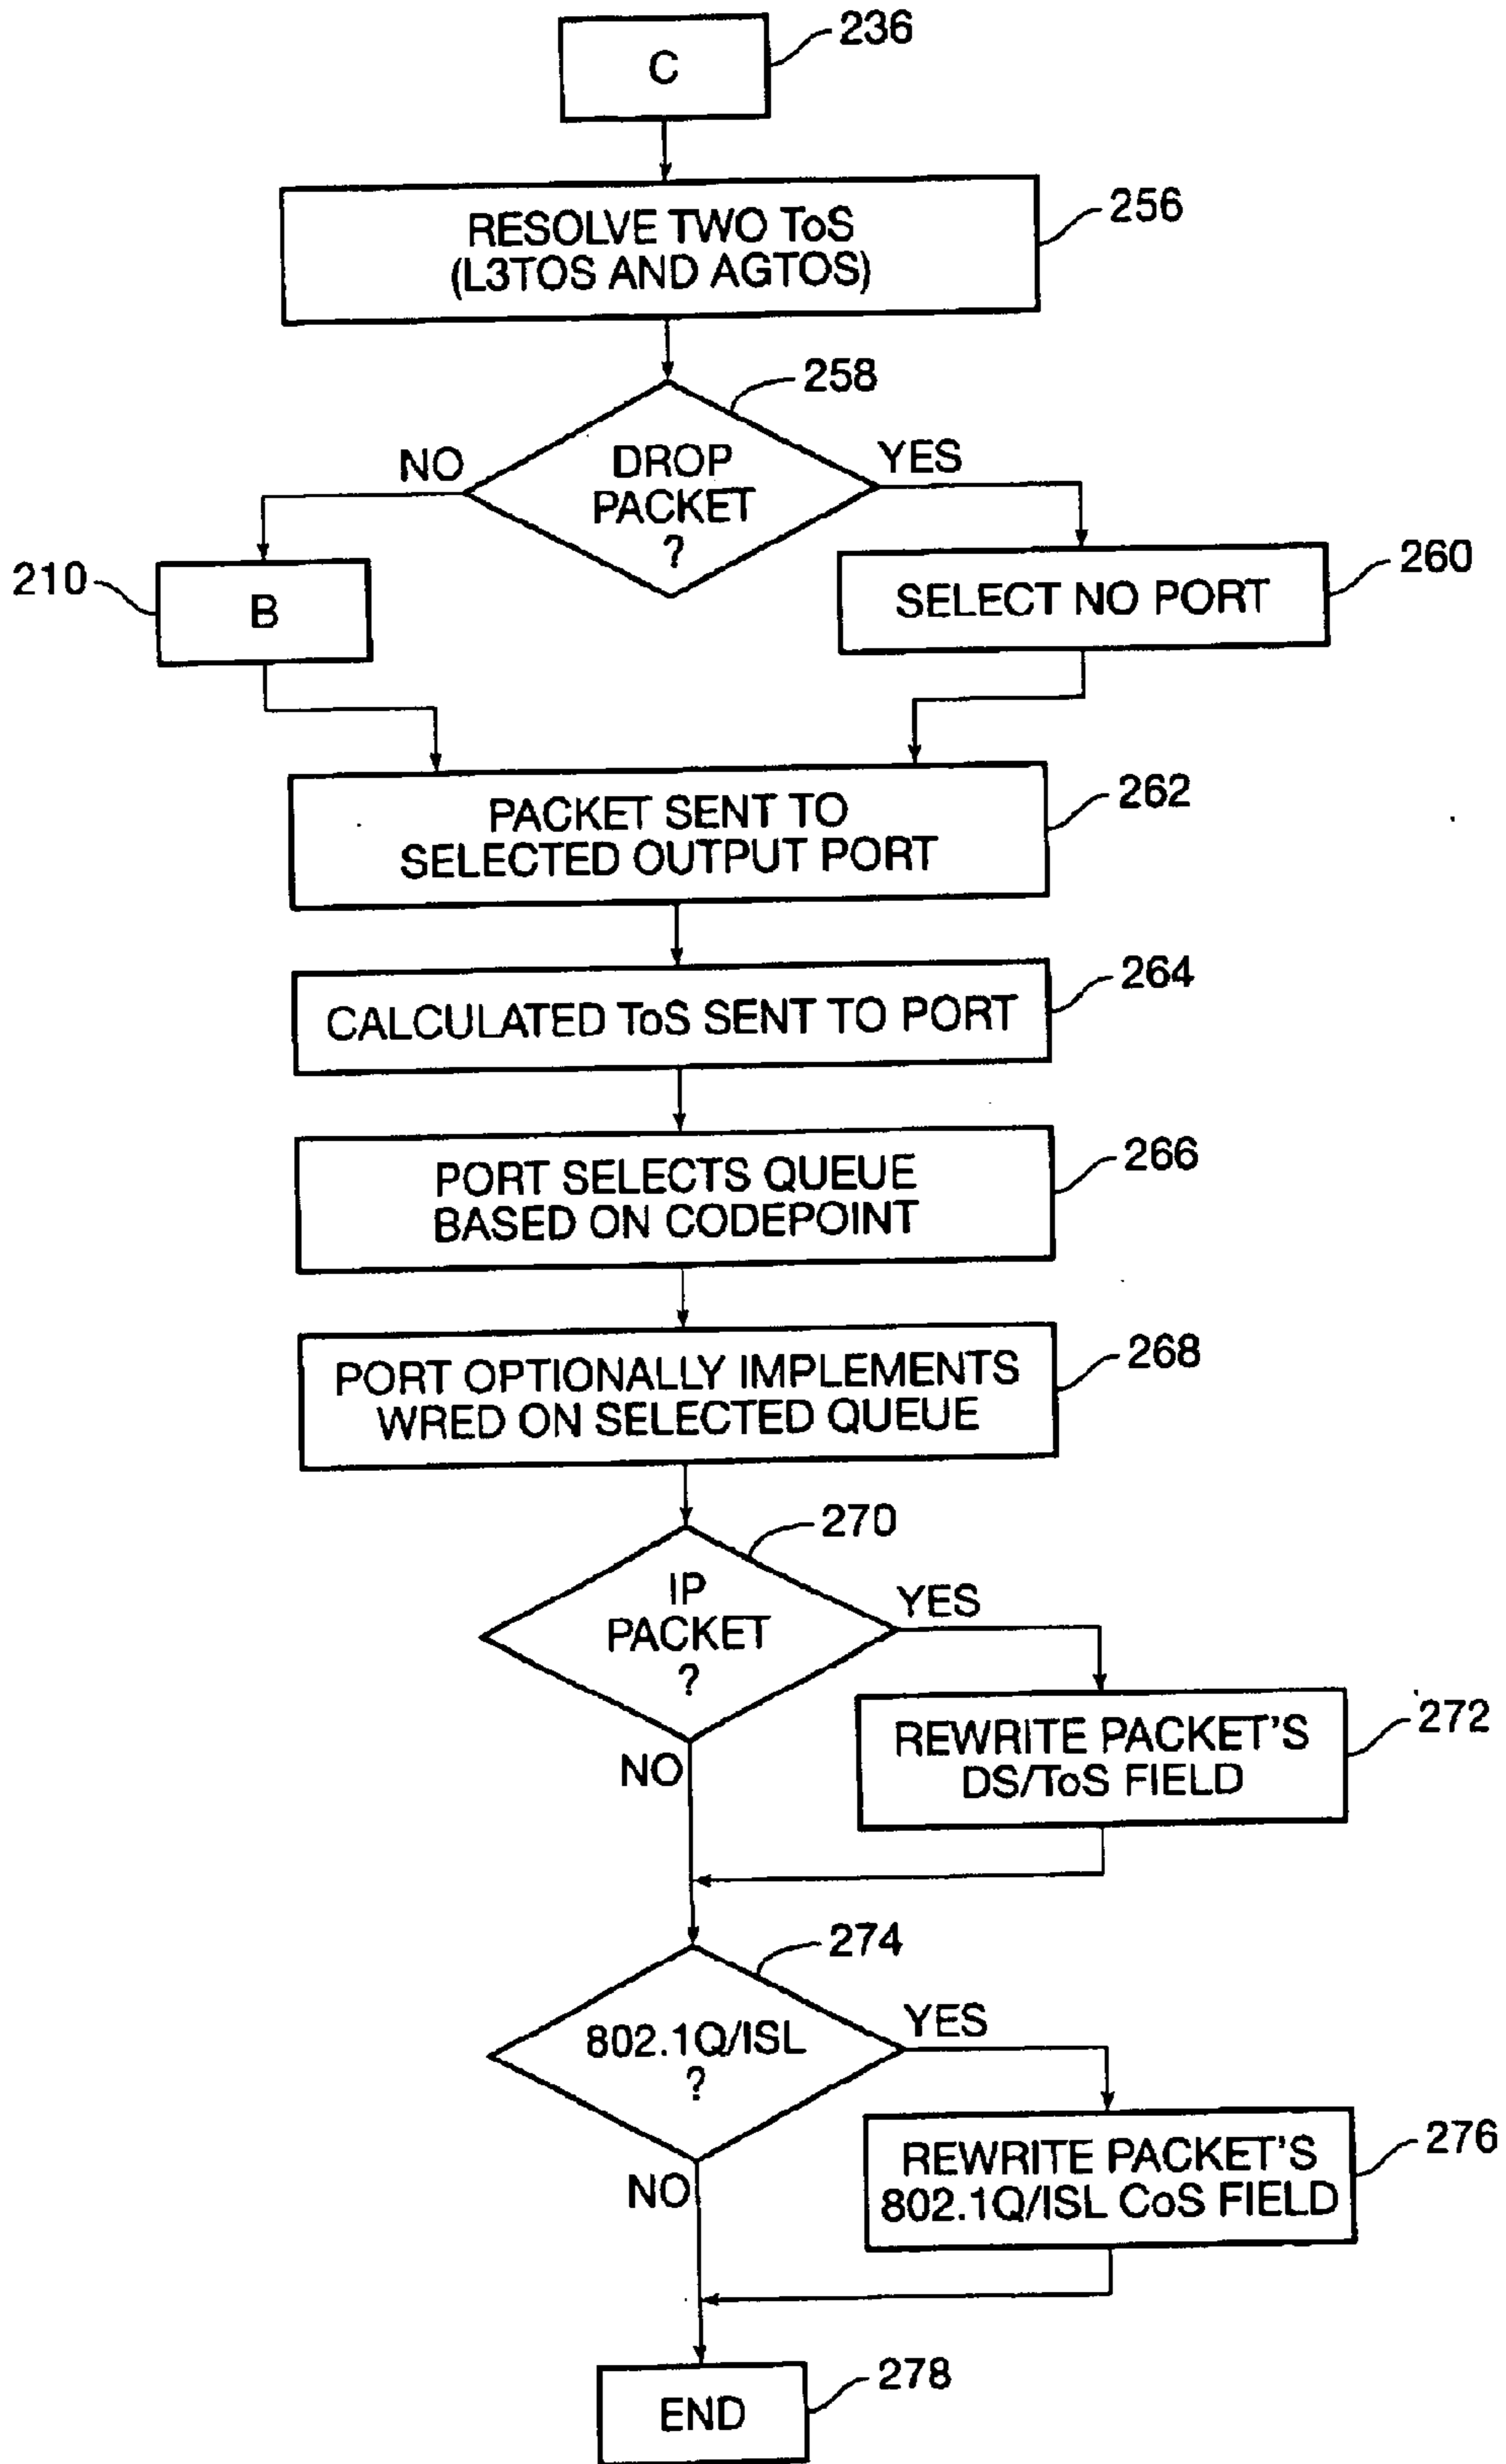 C
236
RESOLVE TWO ToS
(L3TOS AND AGTOS)
256
258
DROP
PACKET
?
NO
YES
210
B
SELECT NO PORT
260
PACKET SENT TO
SELECTED OUTPUT PORT
262
CALCULATED ToS SENT TO PORT
264
PORT SELECTS QUEUE
BASED ON CODEPOINT
266
PORT OPTIONALLY IMPLEMENTS
WRED ON SELECTED QUEUE
268
270
IP
PACKET
?
YES
NO
REWRITE PACKET'S
DS/ToS FIELD
272
274
802.1Q/ISL
?
YES
NO
REWRITE PACKET'S
802.1Q/ISL CoS FIELD
276
END
278